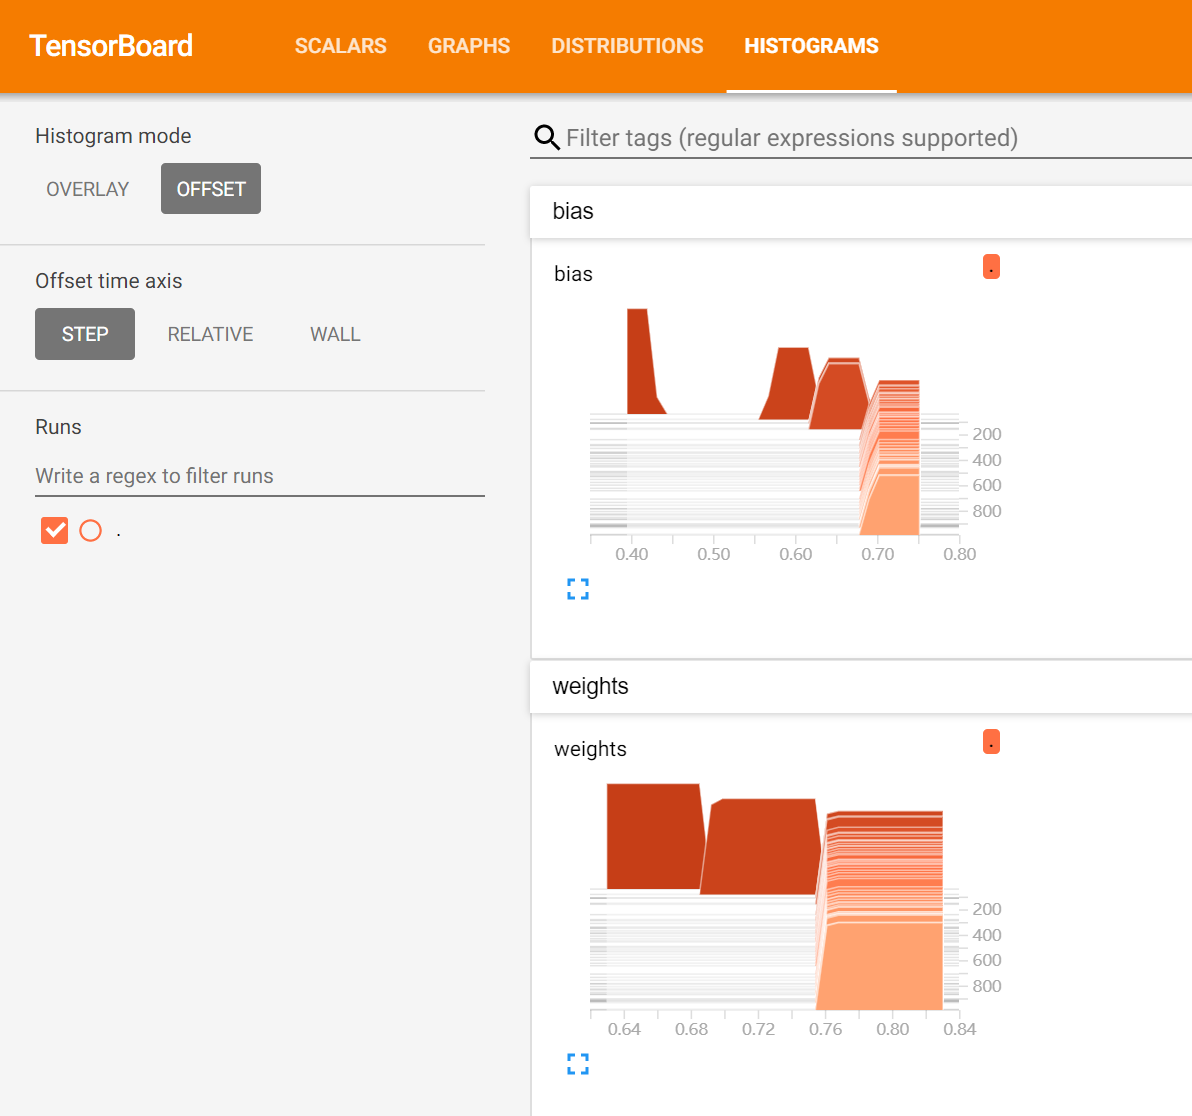 TensorBoard SCALARS GRAPHS DISTRIBUTIONS HISTOGRAMS
Histogram mode
OVERLAY OFFSET
Offset time axis
STEP RELATIVE WALL
Runs
Write a regex to filter runs
.
Filter tags (regular expressions supported)
bias
bias
.
200
400
600
800
0.40 0.50 0.60 0.70 0.80
weights
weights
.
200
400
600
800
0.64 0.68 0.72 0.76 0.80 0.84